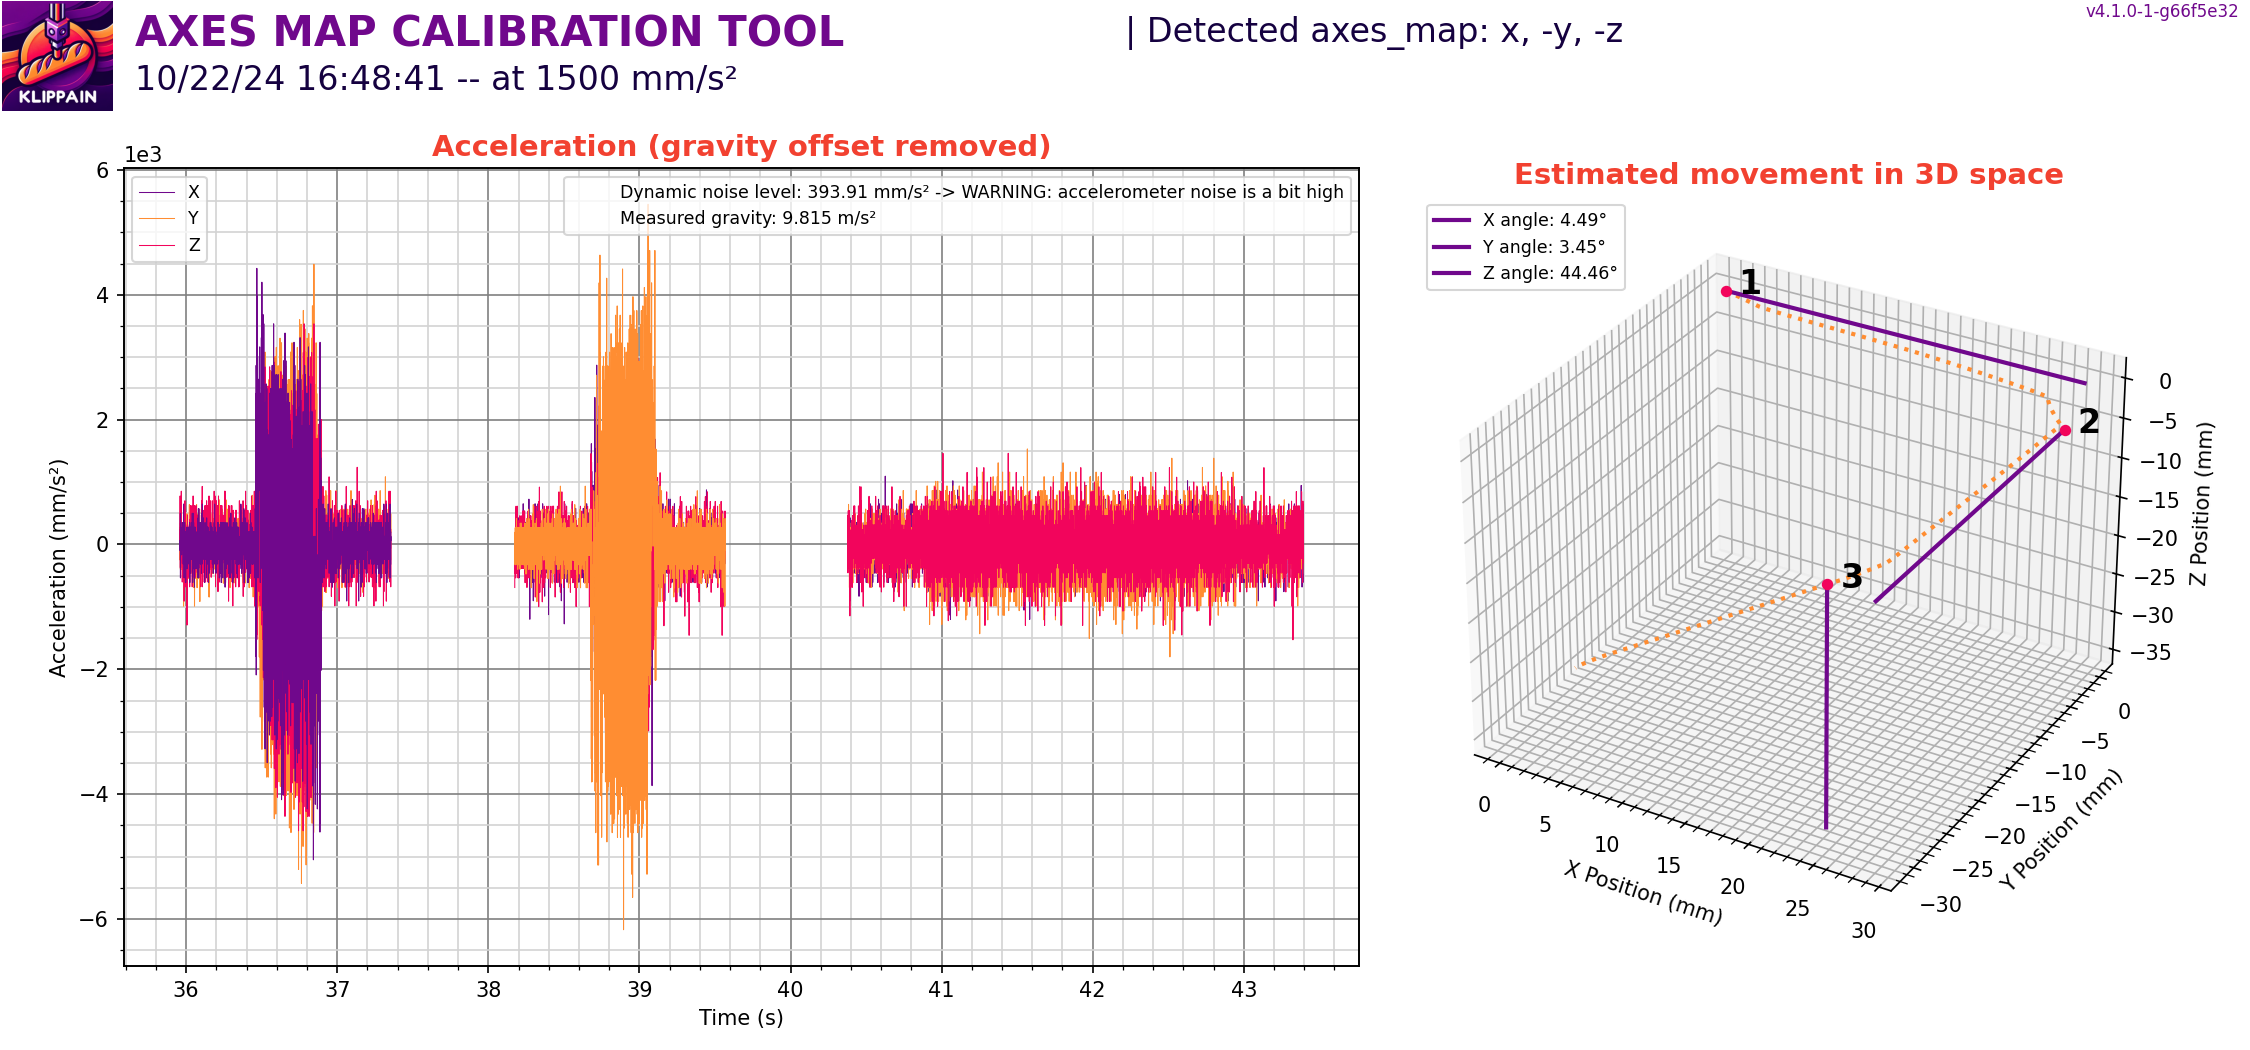 KLIPPAIN
AXES MAP CALIBRATION TOOL
| Detected axes_map: x, -y, -z
v4.1.0-1-g66f5e32
10/22/24 16:48:41 -- at 1500 mm/s²
Acceleration (gravity offset removed)
1e3
X
Y
Z
Dynamic noise level: 393.91 mm/s² -> WARNING: accelerometer noise is a bit high
Measured gravity: 9.815 m/s²
6
4
2
0
−2
−4
−6
Acceleration (mm/s²)
36 37 38 39 40 41 42 43
Time (s)
Estimated movement in 3D space
X angle: 4.49°
Y angle: 3.45°
Z angle: 44.46°
1
2
3
0
−5
−10
−15
−20
−25
−30
−35
Z Position (mm)
0
−5
−10
−15
−20
−25
−30
Y Position (mm)
0
5
10
15
20
25
30
X Position (mm)